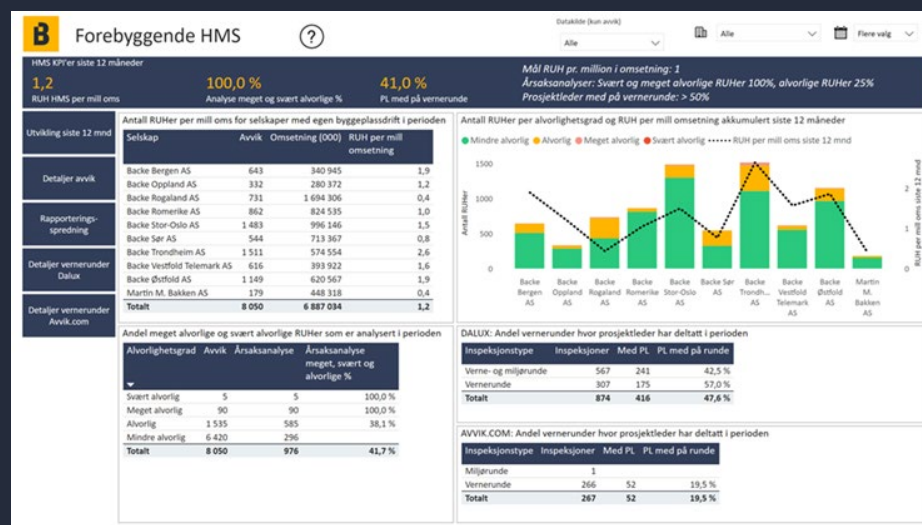 B
Forebyggende HMS
?
Datakilde (kun avvik)
Alle
Alle
Flere valg
HMS KPI'er siste 12 måneder
1,2
RUH HMS per mill oms
100,0 %
Analyse meget og svært alvorlige %
41,0 %
PL med på vernerunde
Mål RUH pr. million i omsetning: 1
Årsaksanalyser: Svært og meget alvorlige RUHer 100%, alvorlige RUHer 25%
Prosjektleder med på vernerunde: > 50%
Utvikling siste 12 mnd
Detaljer avvik
Rapporterings-
spredning
Detaljer vernerunder
Dalux
Detaljer vernerunder
Avvik.com
Antall RUHer per mill oms for selskaper med egen byggeplassdrift i perioden
Selskap Avvik Omsetning (000) RUH per mill
omsetning
Backe Bergen AS 643 340 945 1,9
Backe Oppland AS 332 280 372 1,2
Backe Rogaland AS 731 1 694 306 0,4
Backe Romerike AS 862 824 535 1,0
Backe Stor-Oslo AS 1 483 996 146 1,5
Backe Sør AS 544 713 367 0,8
Backe Trondheim AS 1 511 574 554 2,6
Backe Vestfold Telemark AS 616 393 922 1,6
Backe Østfold AS 1 149 620 567 1,9
Martin M. Bakken AS 179 448 318 0,4
Totalt 8 050 6 887 034 1,2
Antall RUHer per alvorlighetsgrad og RUH per mill omsetning akkumulert siste 12 måneder
Mindre alvorlig Alvorlig Meget alvorlig Svært alvorlig RUH per mill oms siste 12 mnd
Antall RUHer
1500
1000
500
0
RUH per mill oms siste 12 mnd
2
1
0
Backe Bergen AS
Backe Oppland AS
Backe Rogaland AS
Backe Romerike AS
Backe Stor-Oslo AS
Backe Sør AS
Backe Trondh... AS
Backe Vestfold Telemark AS
Backe Østfold AS
Martin M. Bakken AS
Andel meget alvorlige og svært alvorlige RUHer som er analysert i perioden
Alvorlighetsgrad Avvik Årsaksanalyse Årsaksanalyse
meget, svært og
alvorlige %
Svært alvorlig 5 5 100,0 %
Meget alvorlig 90 90 100,0 %
Alvorlig 1 535 585 38,1 %
Mindre alvorlig 6 420 296
Totalt 8 050 976 41,7 %
DALUX: Andel vernerunder hvor prosjektleder har deltatt i perioden
Inspeksjonstype Inspeksjoner Med PL PL med på runde
Verne- og miljørunde 567 241 42,5 %
Vernerunde 307 175 57,0 %
Totalt 874 416 47,6 %
AVVIK.COM: Andel vernerunder hvor prosjektleder har deltatt i perioden
Inspeksjonstype Inspeksjoner Med PL PL med på runde
Miljørunde 1
Vernerunde 266 52 19,5 %
Totalt 267 52 19,5 %